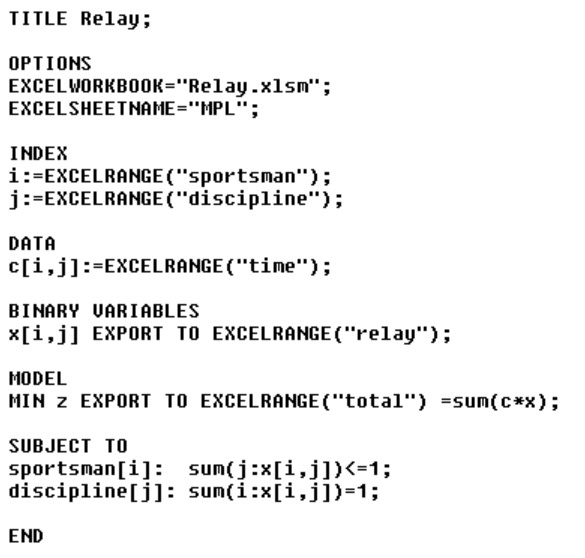 TITLE Relay;
OPTIONS
EXCELWORKBOOK="Relay.xlsm";
EXCELSHEETNAME="MPL";
INDEX
i:=EXCELRANGE("sportsman");
j:=EXCELRANGE("discipline");
DATA
c[i,j]:=EXCELRANGE("time");
BINARY VARIABLES
x[i,j] EXPORT TO EXCELRANGE("relay");
MODEL
MIN z EXPORT TO EXCELRANGE("total") =sum(c*x);
SUBJECT TO
sportsman[i]:  sum(j:x[i,j])<=1;
discipline[j]: sum(i:x[i,j])=1;
END